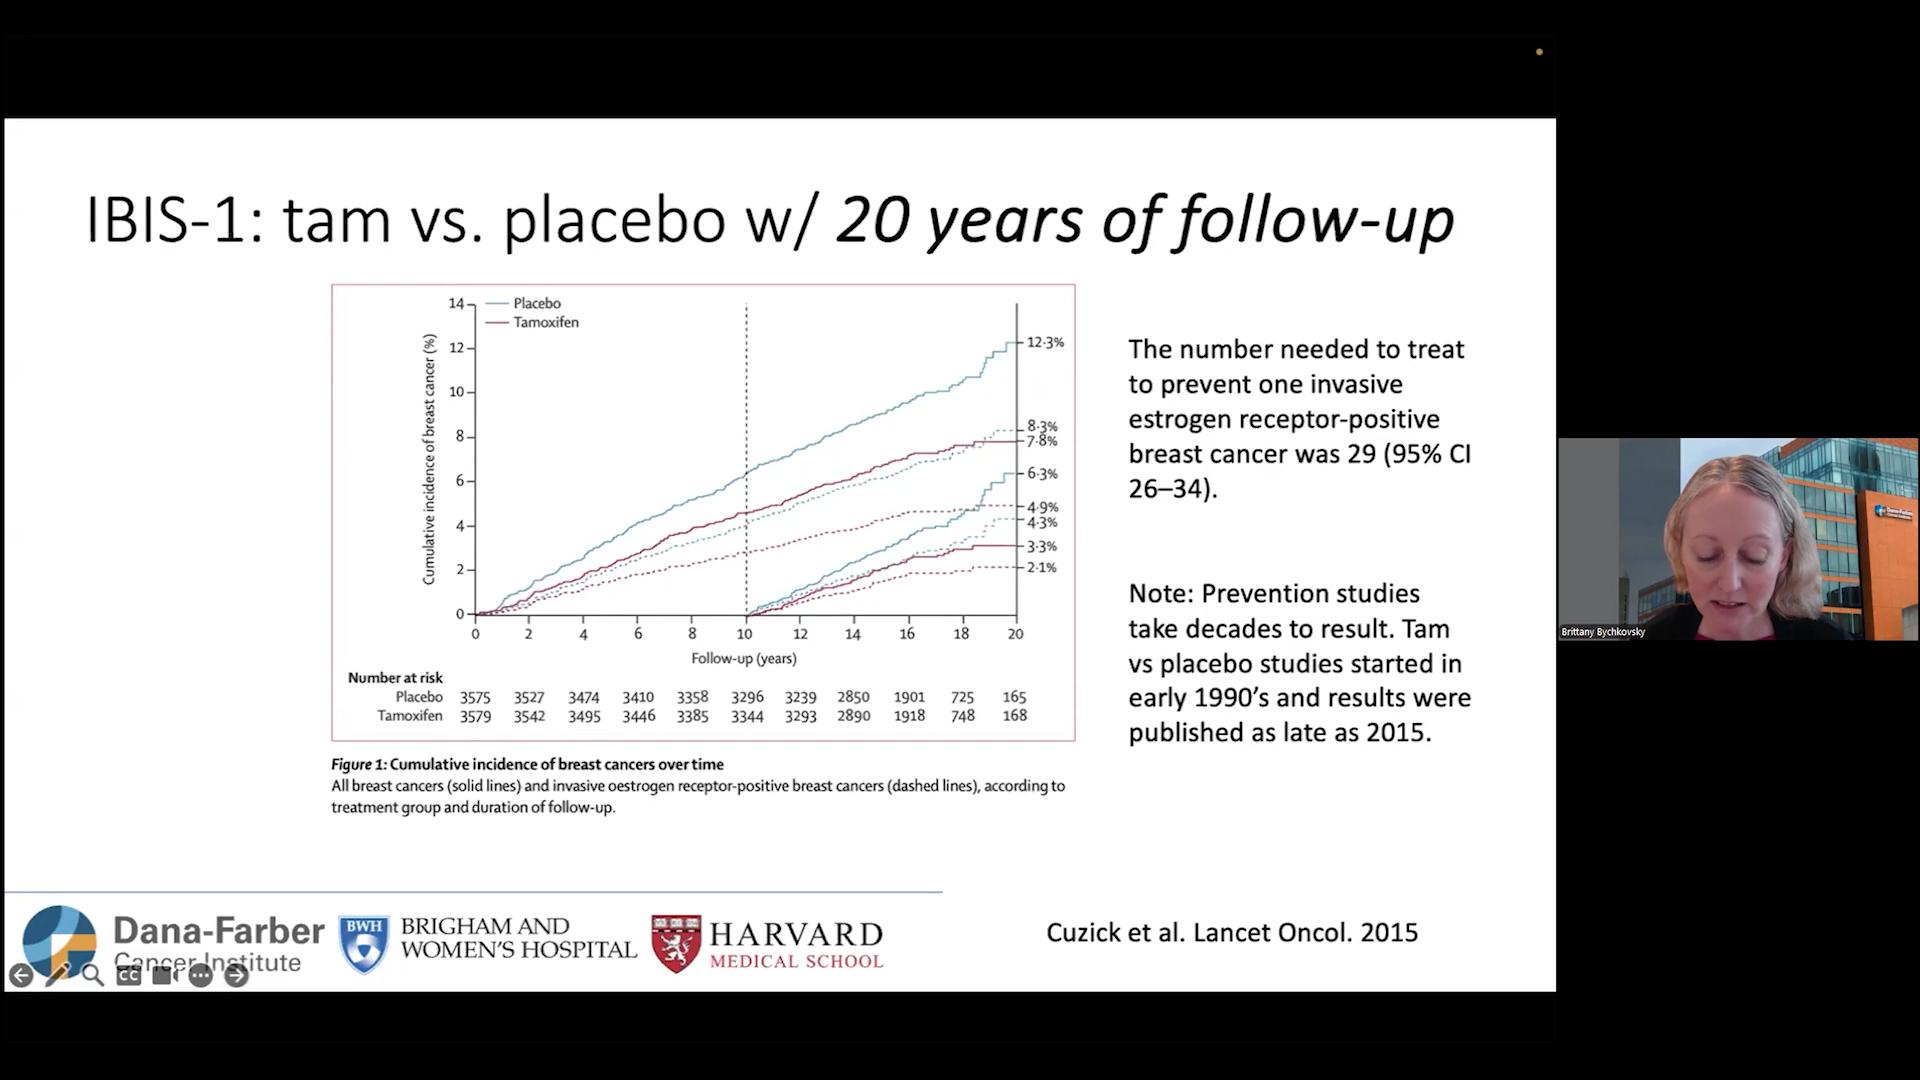 IBIS-1: tam vs. placebo w/ 20 years of follow-up
Placebo
Tamoxifen
Cumulative incidence of breast cancer (%)
14
12
10
8
6
4
2
0
12·3%
8·3%
7·8%
6·3%
4·9%
4·3%
3·3%
2·1%
0 2 4 6 8 10 12 14 16 18 20
Follow-up (years)
Number at risk
Placebo 3575 3527 3474 3410 3358 3296 3239 2850 1901 725 165
Tamoxifen 3579 3542 3495 3446 3385 3344 3293 2890 1918 748 168
Figure 1: Cumulative incidence of breast cancers over time
All breast cancers (solid lines) and invasive oestrogen receptor-positive breast cancers (dashed lines), according to
treatment group and duration of follow-up.
The number needed to treat
to prevent one invasive
estrogen receptor-positive
breast cancer was 29 (95% CI
26–34).
Note: Prevention studies
take decades to result. Tam
vs placebo studies started in
early 1990’s and results were
published as late as 2015.
Dana-Farber
Cancer Institute
BWH
BRIGHAM AND
WOMEN'S HOSPITAL
HARVARD
MEDICAL SCHOOL
Cuzick et al. Lancet Oncol. 2015
CC
Dana-Farber
Brittany Bychkovsky